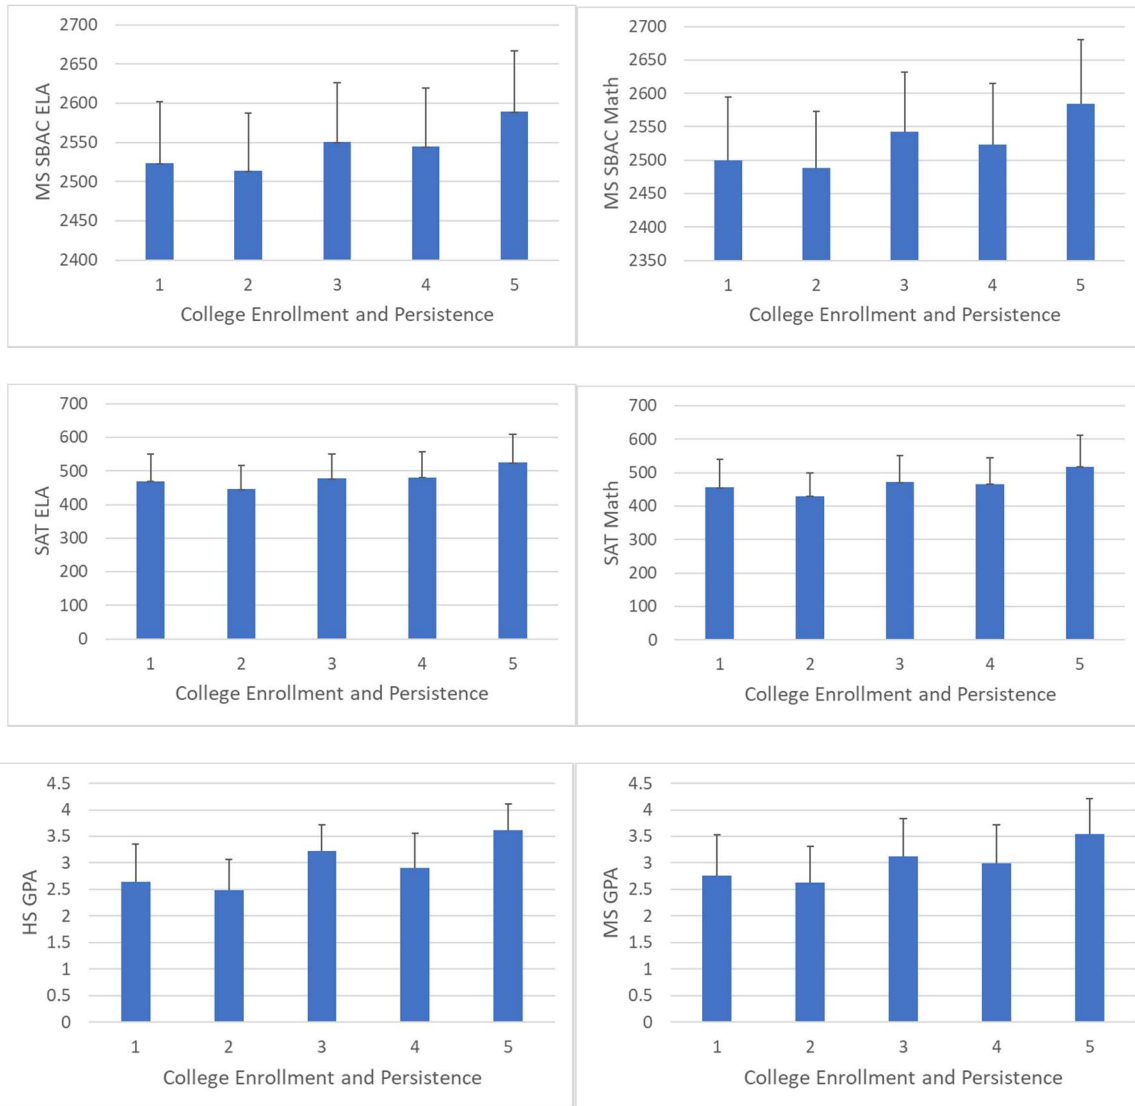 2700
2650
2600
2550
2500
2450
2400
MS SBAC ELA
1 2 3 4 5
College Enrollment and Persistence
2700
2650
2600
2550
2500
2450
2400
2350
MS SBAC Math
1 2 3 4 5
College Enrollment and Persistence
700
600
500
400
300
200
100
0
SAT ELA
1 2 3 4 5
College Enrollment and Persistence
700
600
500
400
300
200
100
0
SAT Math
1 2 3 4 5
College Enrollment and Persistence
4.5
4
3.5
3
2.5
2
1.5
1
0.5
0
HS GPA
1 2 3 4 5
College Enrollment and Persistence
4.5
4
3.5
3
2.5
2
1.5
1
0.5
0
MS GPA
1 2 3 4 5
College Enrollment and Persistence